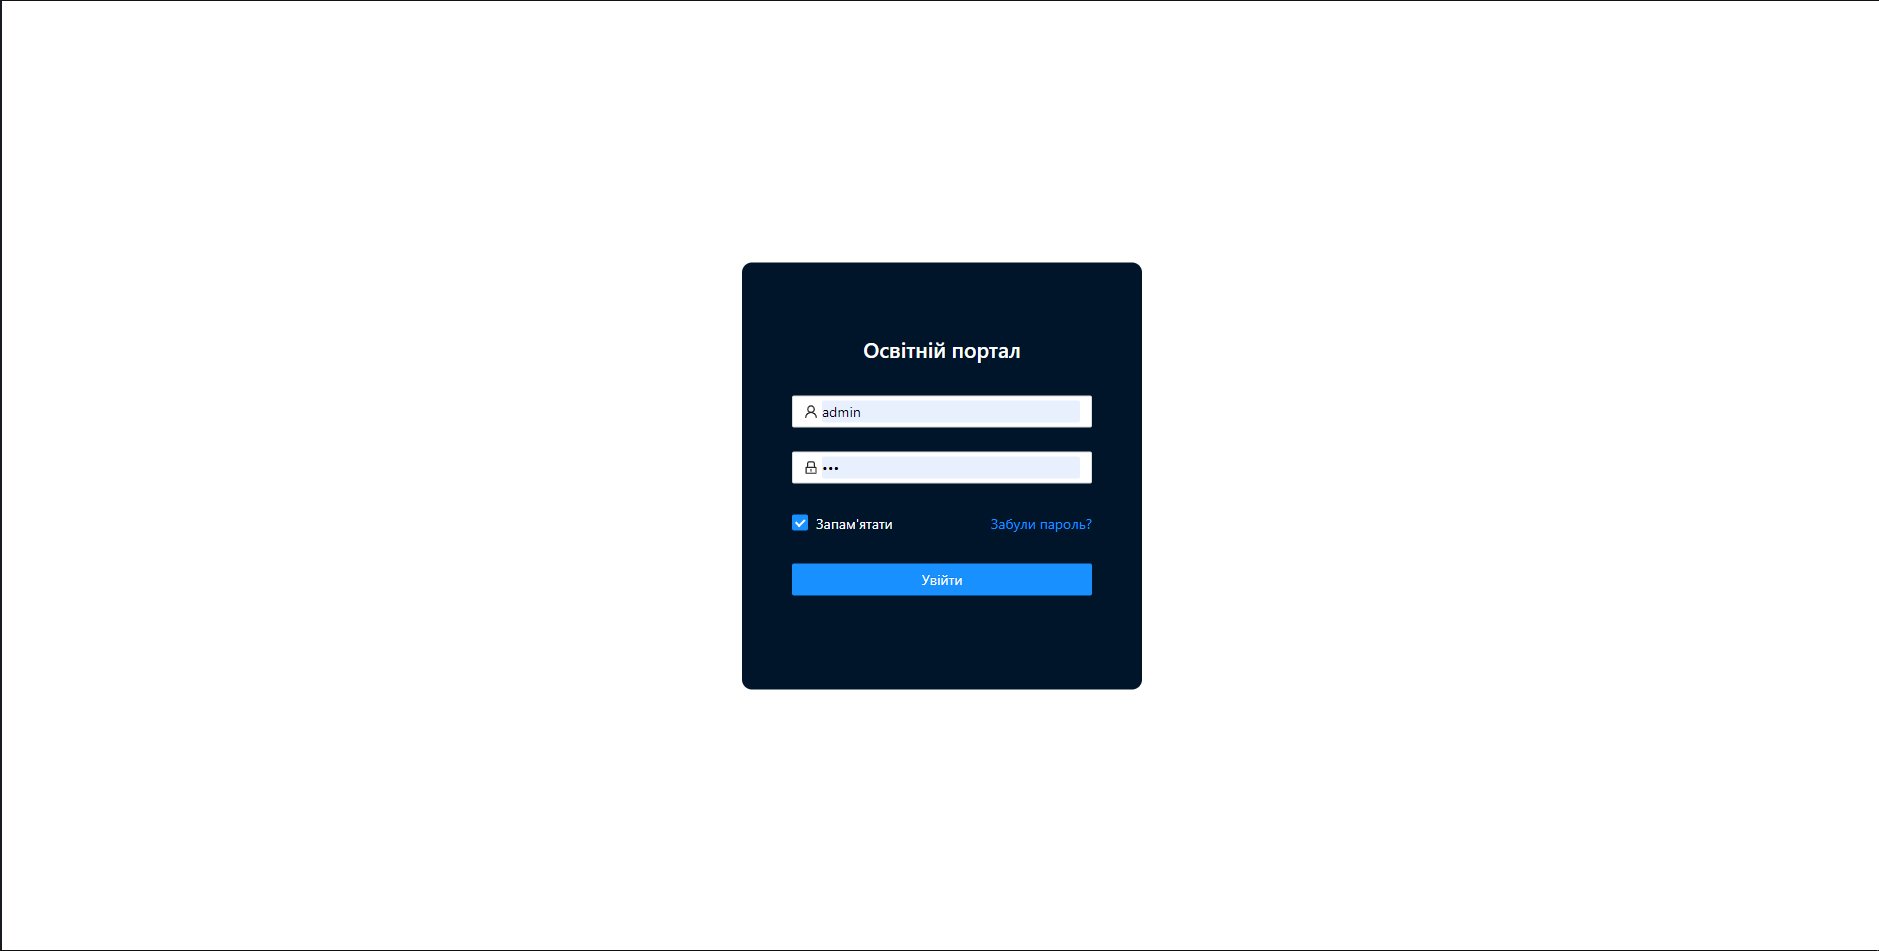 Освітній портал
admin
•••
Запам'ятати
Забули пароль?
Увійти